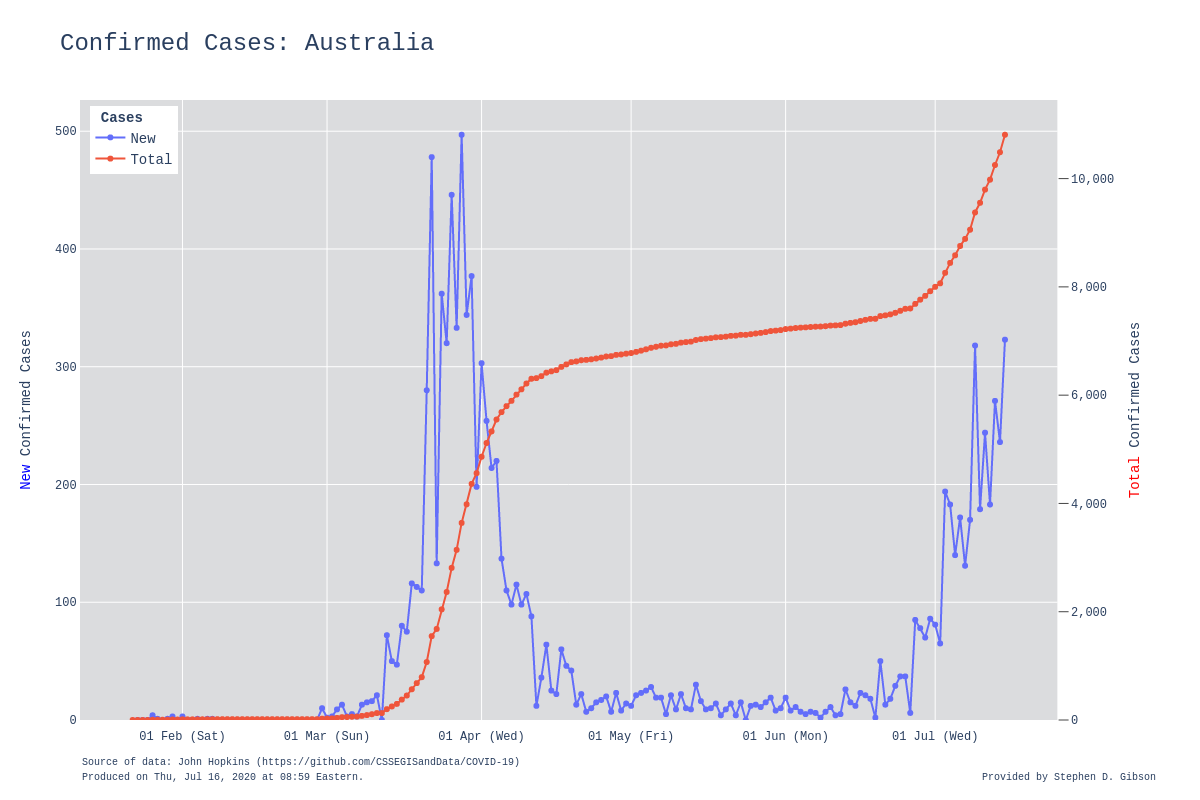 Confirmed Cases: Australia
Cases
New
Total
500
400
300
200
100
0
New Confirmed Cases
10,000
8,000
6,000
4,000
2,000
0
Total Confirmed Cases
01 Feb (Sat) 01 Mar (Sun) 01 Apr (Wed) 01 May (Fri) 01 Jun (Mon) 01 Jul (Wed)
Source of data: John Hopkins (https://github.com/CSSEGISandData/COVID-19)
Produced on Thu, Jul 16, 2020 at 08:59 Eastern.
Provided by Stephen D. Gibson